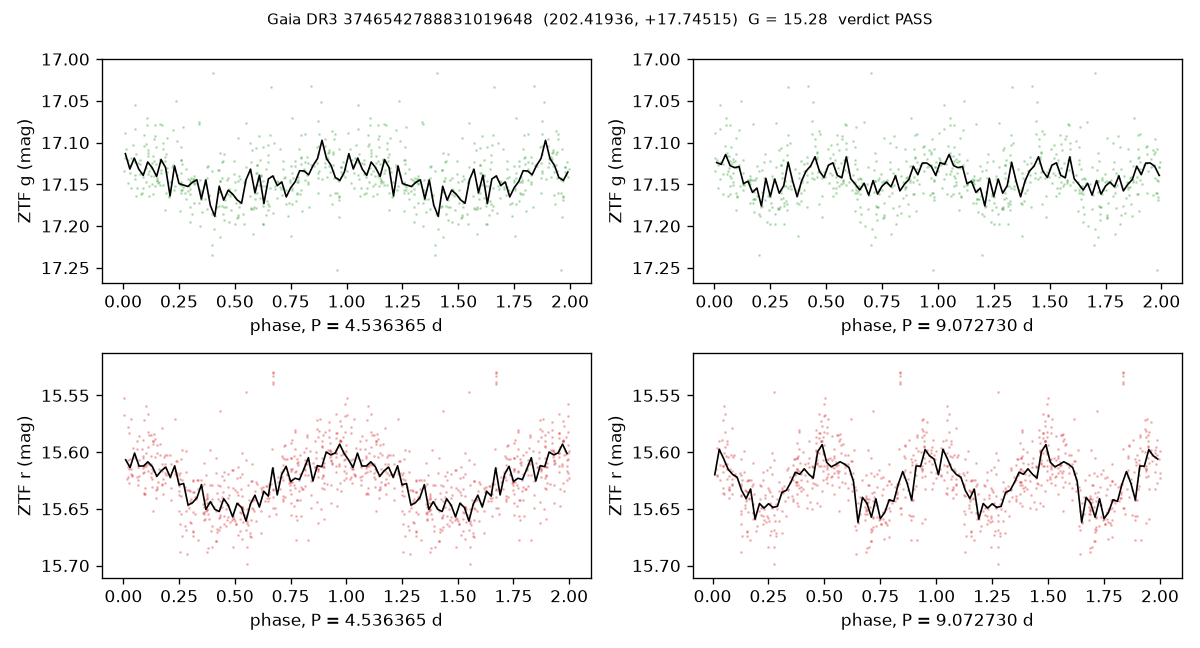 Gaia DR3 3746542788831019648  (202.41936, +17.74515)  G = 15.28  verdict PASS
17.00
17.05
17.10
17.15
17.20
17.25
ZTF g (mag)
0.00 0.25 0.50 0.75 1.00 1.25 1.50 1.75 2.00
phase, P = 4.536365 d
17.00
17.05
17.10
17.15
17.20
17.25
ZTF g (mag)
0.00 0.25 0.50 0.75 1.00 1.25 1.50 1.75 2.00
phase, P = 9.072730 d
15.55
15.60
15.65
15.70
ZTF r (mag)
0.00 0.25 0.50 0.75 1.00 1.25 1.50 1.75 2.00
phase, P = 4.536365 d
15.55
15.60
15.65
15.70
ZTF r (mag)
0.00 0.25 0.50 0.75 1.00 1.25 1.50 1.75 2.00
phase, P = 9.072730 d